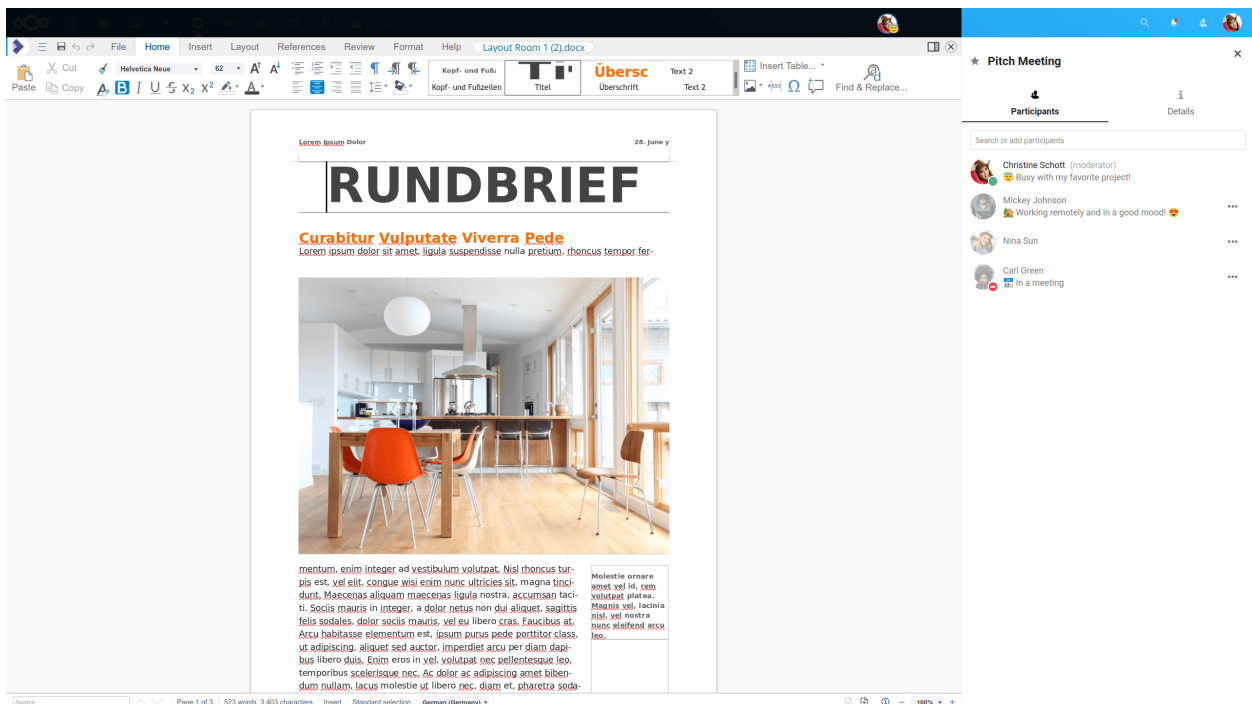 File Home Insert Layout References Review Format Help Layout Room 1 (2).docx
Cut Helvetica Neue 62 Kopf- und Fuß: Ti Übersc Text 2 Insert Table...
Paste Copy B I U S X2 X2 A Kopf- und Fußzeilen Titel Überschrift Text 2 Ω Find & Replace...
Lorem Ipsum Dolor 28. June y
RUNDBRIEF
Curabitur Vulputate Viverra Pede
Lorem ipsum dolor sit amet, ligula suspendisse nulla pretium, rhoncus tempor fer-
mentum, enim integer ad vestibulum volutpat. Nisl rhoncus tur-
pis est, vel elit, congue wisi enim nunc ultricies sit, magna tinci-
dunt. Maecenas aliquam maecenas ligula nostra, accumsan taci-
ti. Sociis mauris in integer, a dolor netus non dui aliquet, sagittis
felis sodales, dolor sociis mauris, vel eu libero cras. Faucibus at.
Arcu habitasse elementum est, ipsum purus pede porttitor class,
ut adipiscing, aliquet sed auctor, imperdiet arcu per diam dapi-
bus libero duis. Enim eros in vel, volutpat nec pellentesque leo,
temporibus scelerisque nec. Ac dolor ac adipiscing amet biben-
dum nullam, lacus molestie ut libero nec, diam et, pharetra soda-
Molestie ornare
amet vel id, rem
volutpat platea.
Magnis vel, lacinia
nisl, vel nostra
nunc eleifend arcu
leo.
Search Page 1 of 3 523 words, 3,403 characters Insert Standard selection German (Germany) 100%
Pitch Meeting
Participants Details
Search or add participants
Christine Schott (moderator)
😇 Busy with my favorite project!
Mickey Johnson
🏡 Working remotely and in a good mood! 😍
Nina Sun
Carl Green
📅 In a meeting